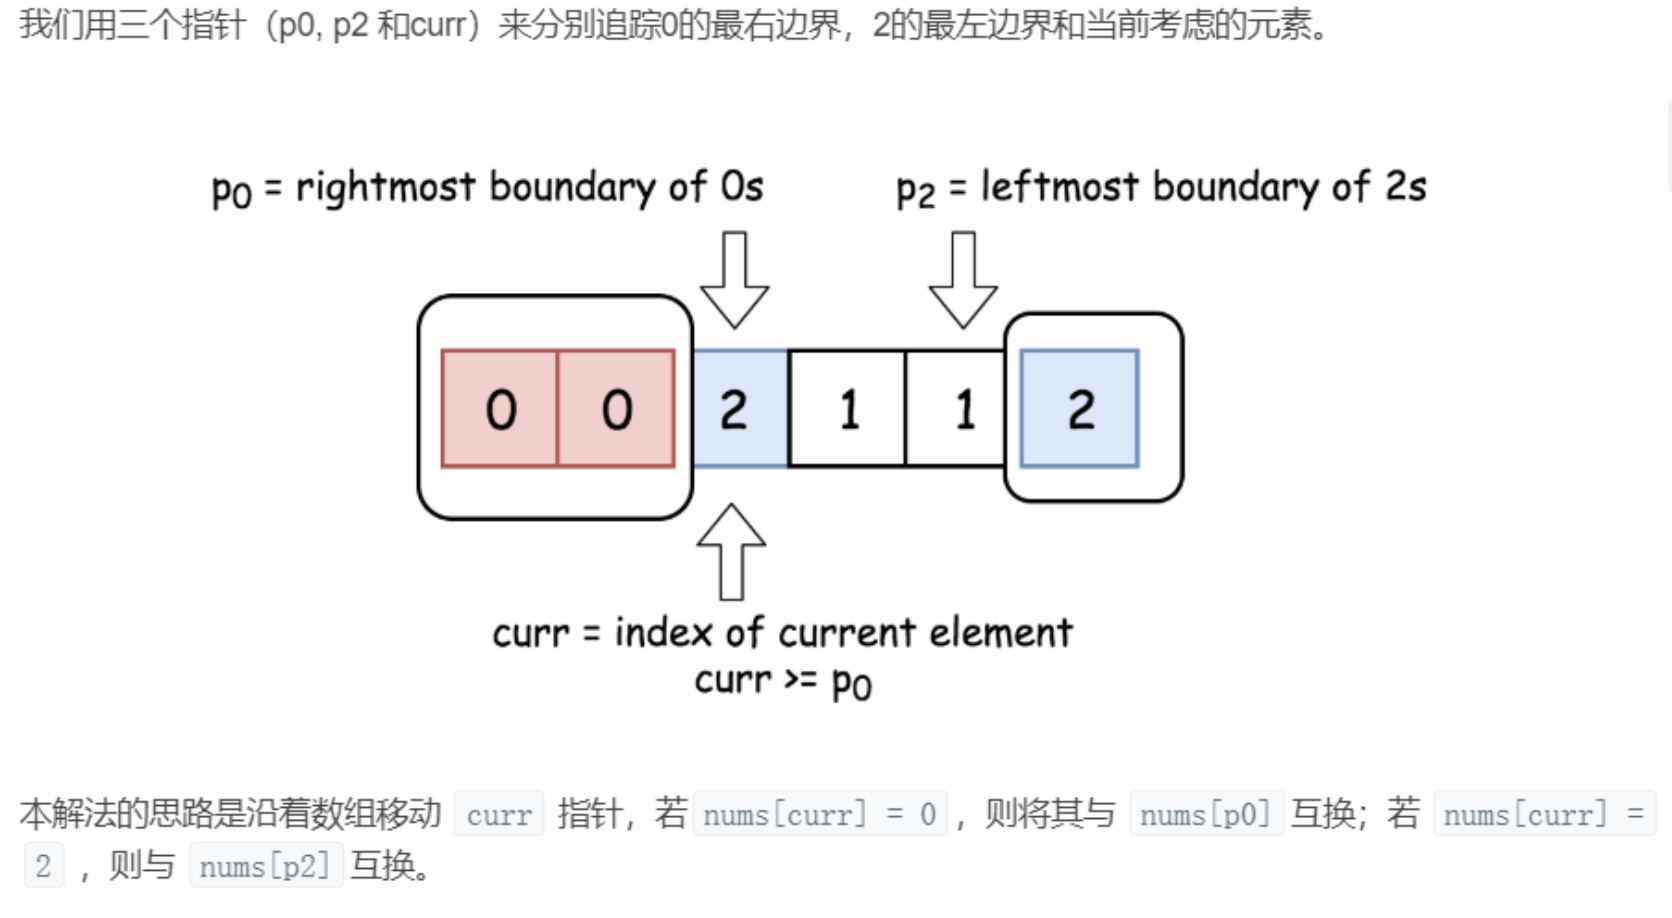 我们用三个指针（p0, p2 和curr）来分别追踪0的最右边界，2的最左边界和当前考虑的元素。
p0 = rightmost boundary of 0s
p2 = leftmost boundary of 2s
0 0 2 1 1 2
curr = index of current element
curr >= p0
本解法的思路是沿着数组移动 curr 指针，若 nums[curr] = 0 ，则将其与 nums[p0] 互换；若 nums[curr] =
2 ，则与 nums[p2] 互换。